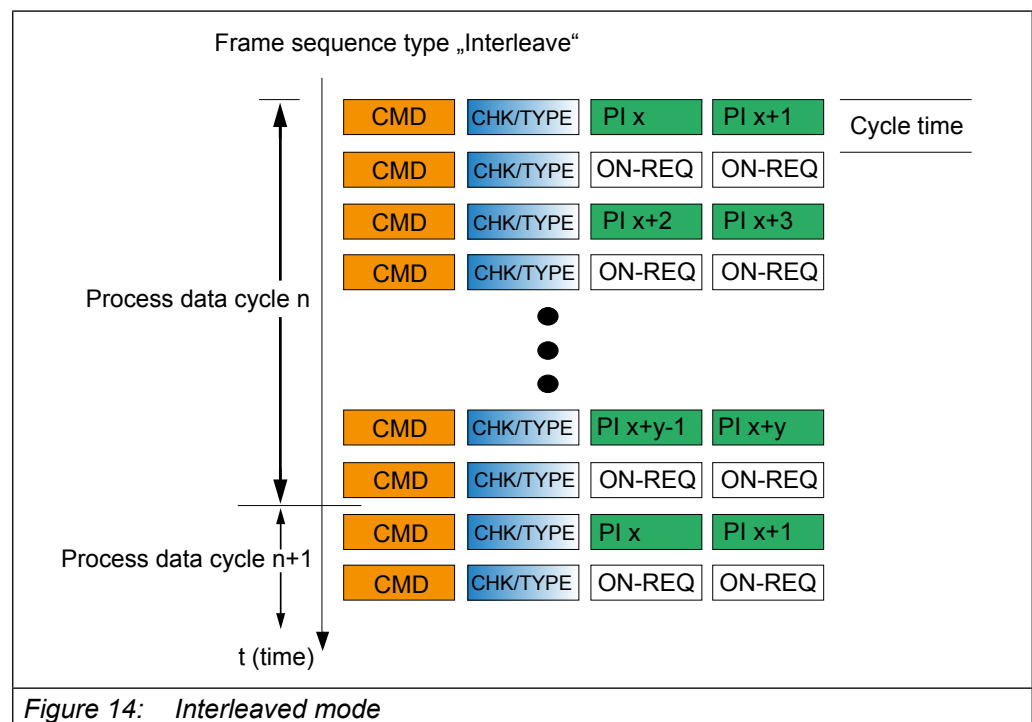 Frame sequence type „Interleave“
CMD CHK/TYPE PI x PI x+1
Cycle time
CMD CHK/TYPE ON-REQ ON-REQ
CMD CHK/TYPE PI x+2 PI x+3
CMD CHK/TYPE ON-REQ ON-REQ
Process data cycle n
CMD CHK/TYPE PI x+y-1 PI x+y
CMD CHK/TYPE ON-REQ ON-REQ
CMD CHK/TYPE PI x PI x+1
Process data cycle n+1
CMD CHK/TYPE ON-REQ ON-REQ
t (time)
Figure 14: Interleaved mode